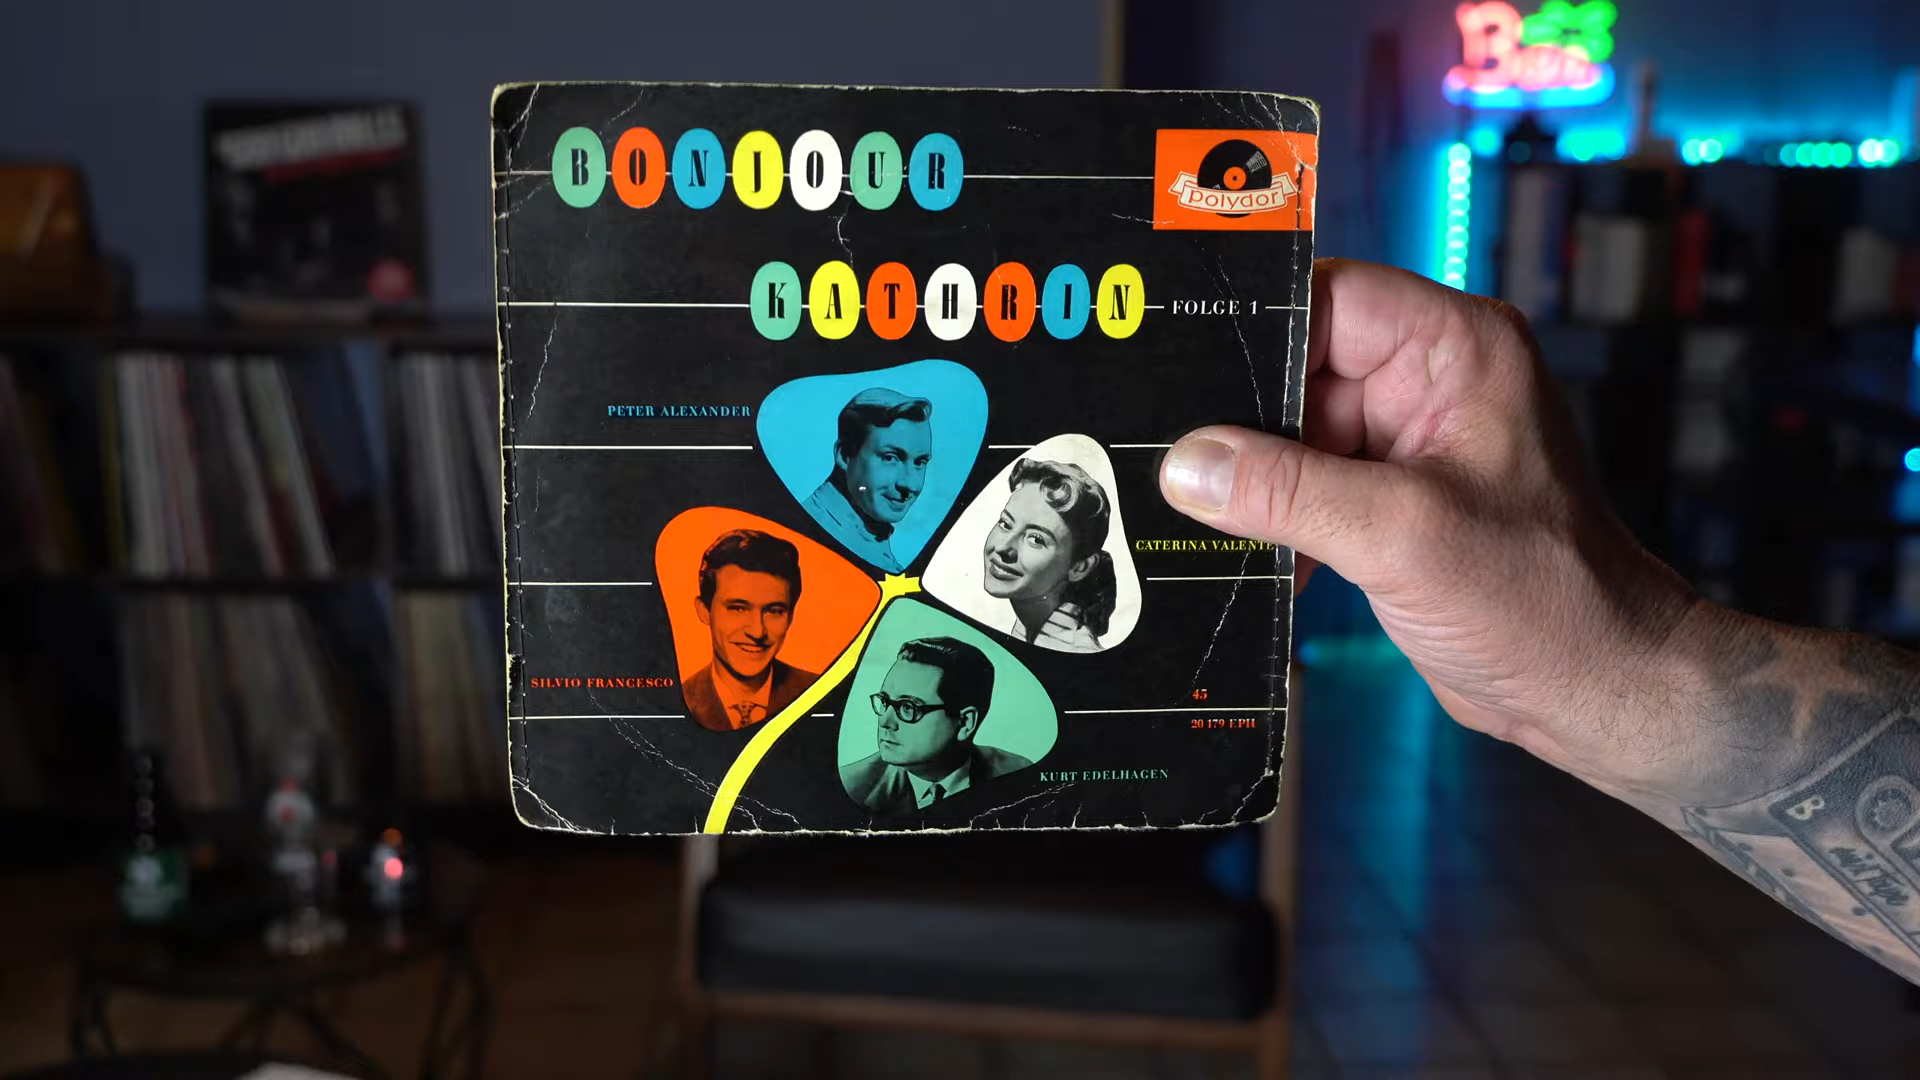 BONJOUR
polydor
KATHRIN
FOLGE 1
PETER ALEXANDER
CATERINA VALENTE
SILVIO FRANCESCO
45
20 179 EPH
KURT EDELHAGEN
B